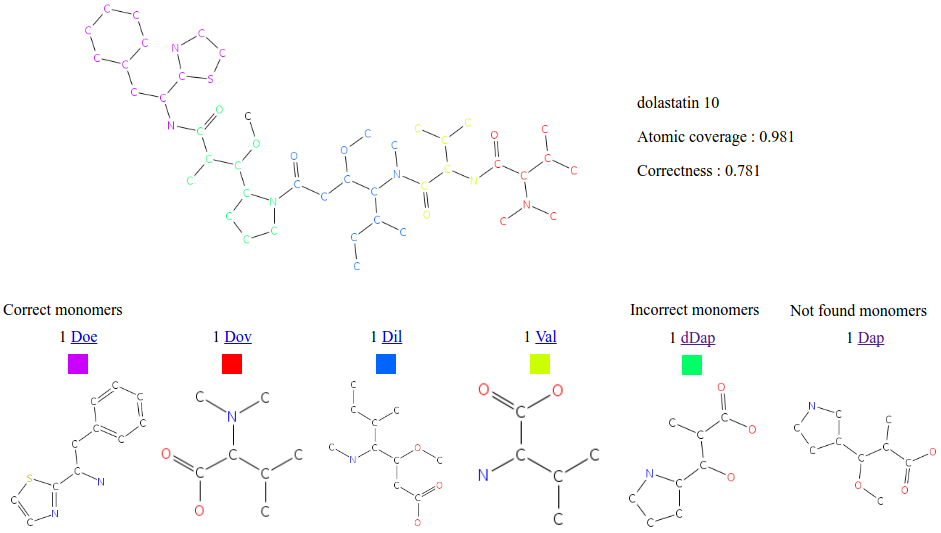 dolastatin 10
Atomic coverage : 0.981
Correctness : 0.781
Correct monomers
Incorrect monomers
Not found monomers
1 Doe
1 Dov
1 Dil
1 Val
1 dDap
1 Dap